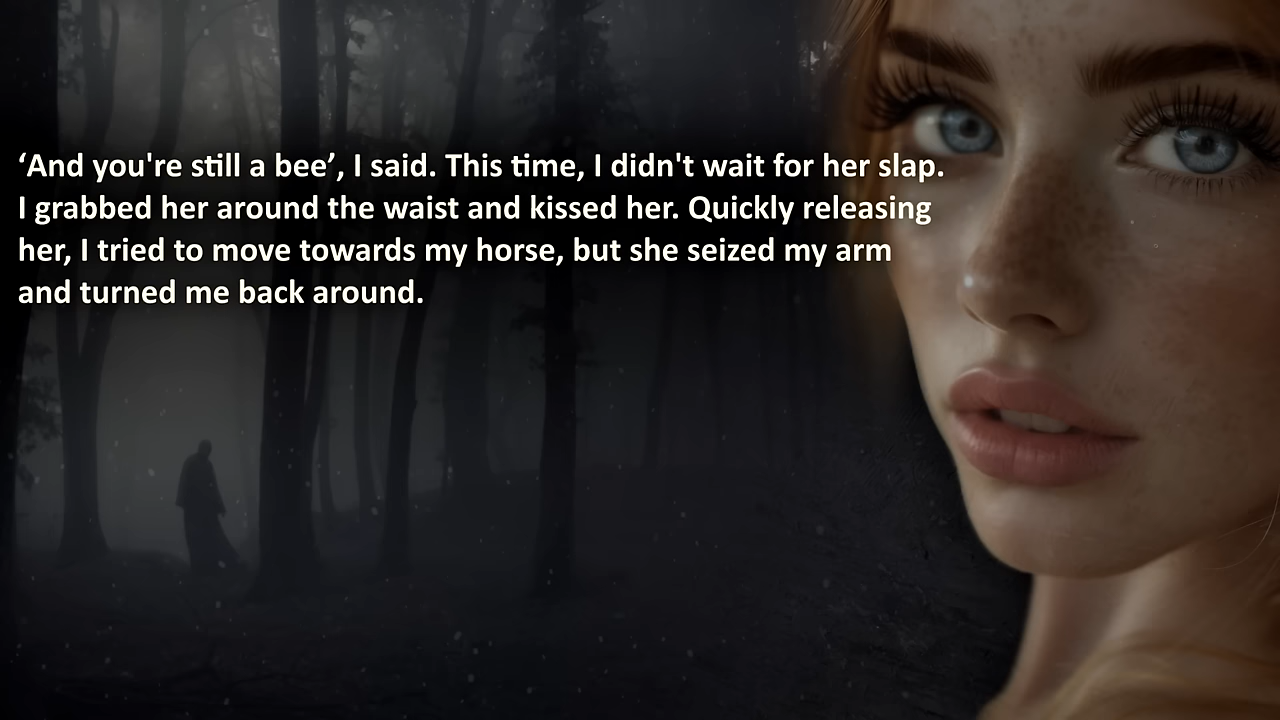 ‘And you're still a bee’, I said. This time, I didn't wait for her slap.
I grabbed her around the waist and kissed her. Quickly releasing
her, I tried to move towards my horse, but she seized my arm
and turned me back around.